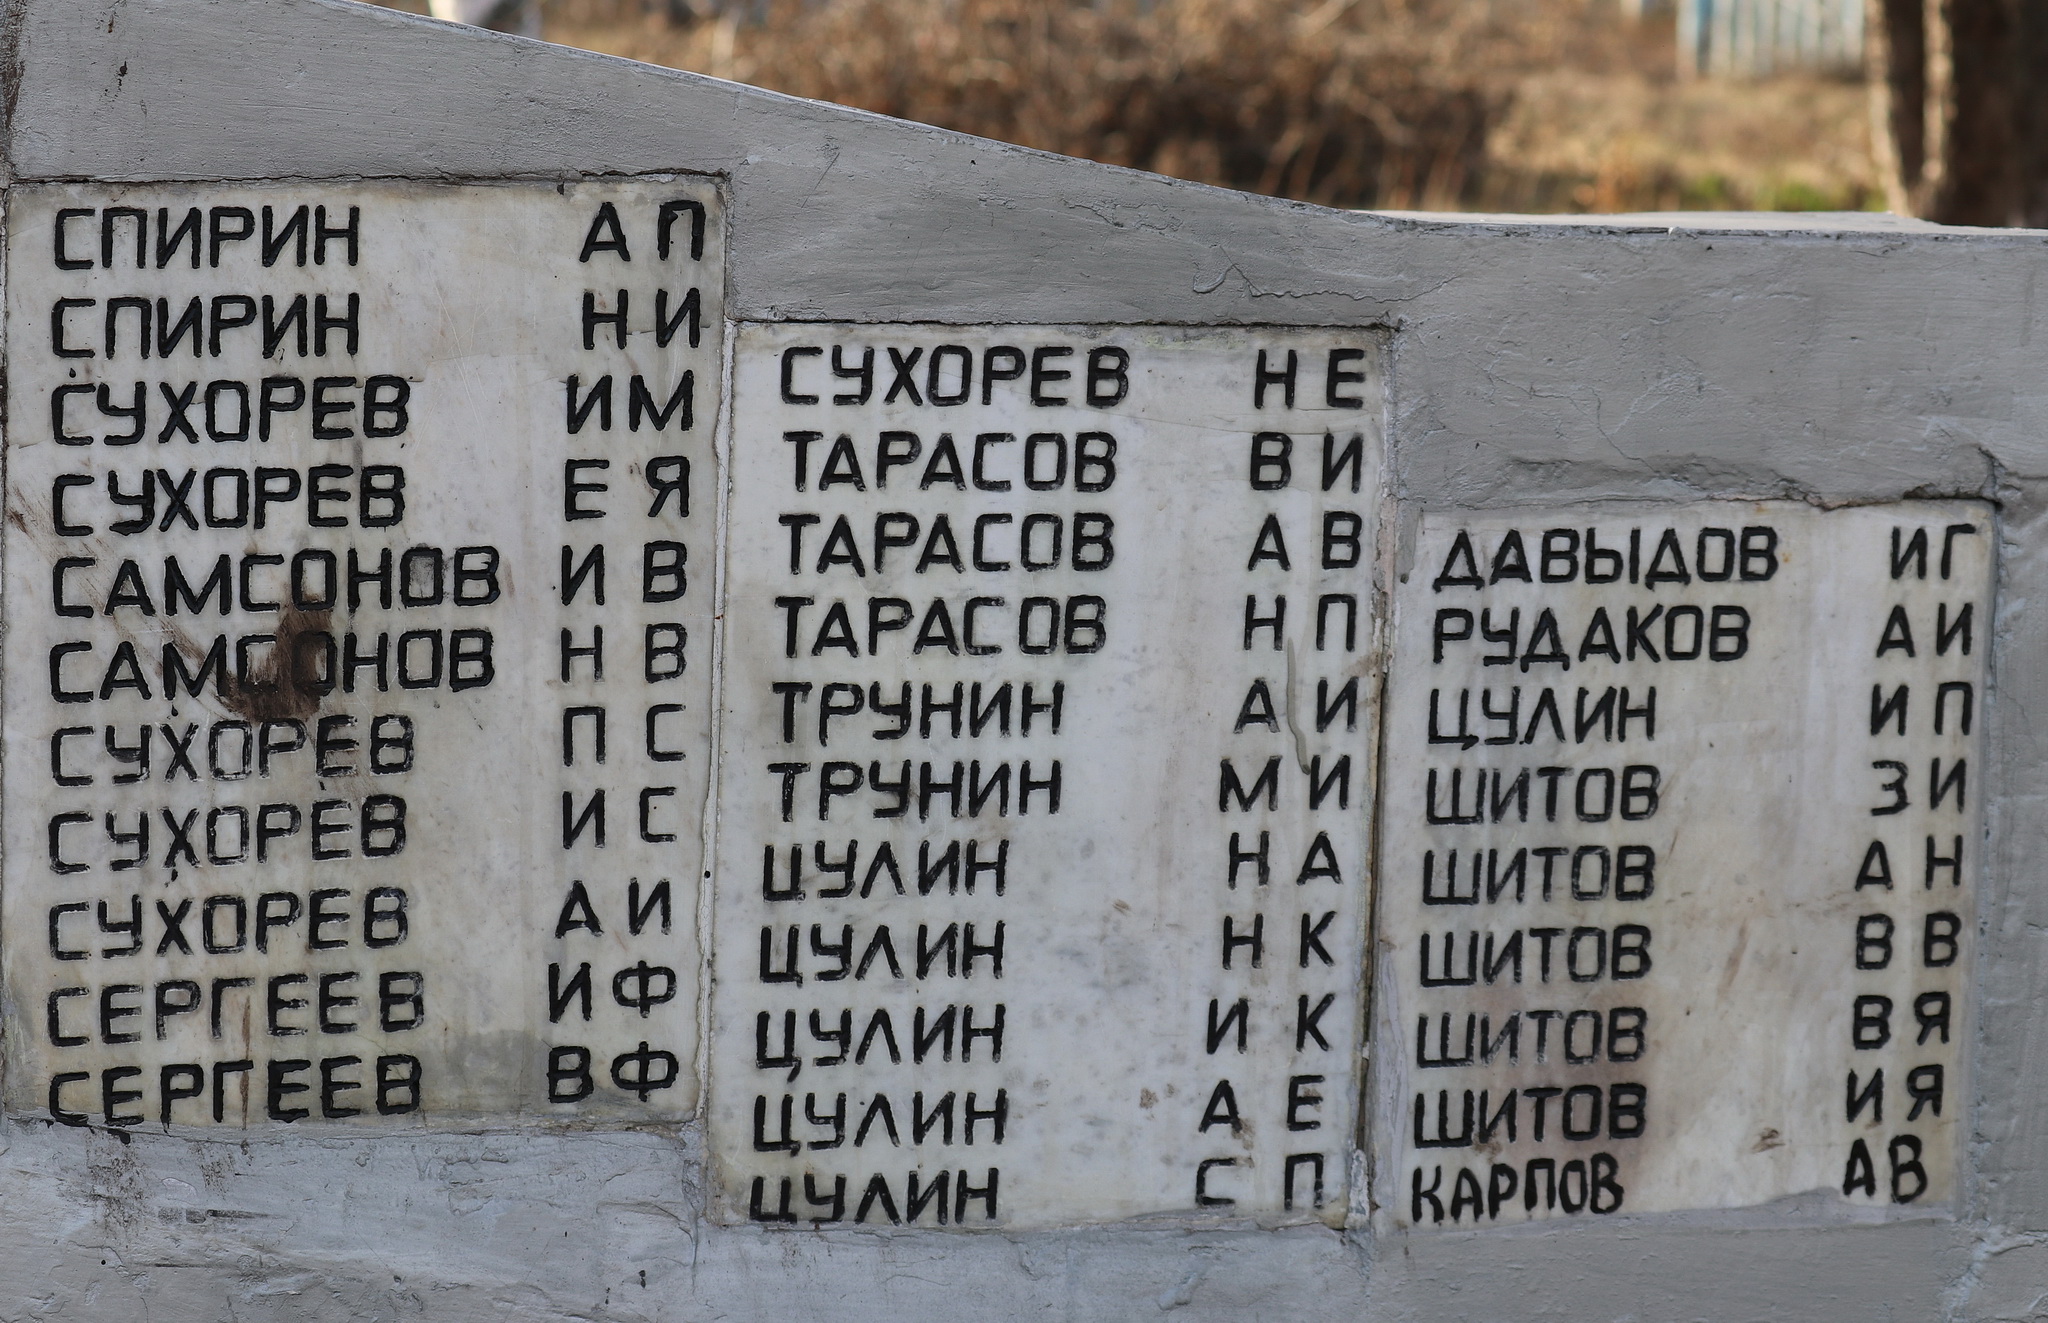 СПИРИН А П
СПИРИН Н И
СУХОРЕВ И М
СУХОРЕВ Е Я
САМСОНОВ И В
САМСОНОВ Н В
СУХОРЕВ П С
СУХОРЕВ И С
СУХОРЕВ А И
СЕРГЕЕВ И Ф
СЕРГЕЕВ В Ф
СУХОРЕВ Н Е
ТАРАСОВ В И
ТАРАСОВ А В
ТАРАСОВ Н П
ТРУНИН А И
ТРУНИН М И
ЦУЛИН Н А
ЦУЛИН Н К
ЦУЛИН И К
ЦУЛИН А Е
ЦУЛИН С П
ДАВЫДОВ И Г
РУДАКОВ А И
ЦУЛИН И П
ШИТОВ З И
ШИТОВ А Н
ШИТОВ В В
ШИТОВ В Я
ШИТОВ И Я
КАРПОВ А В